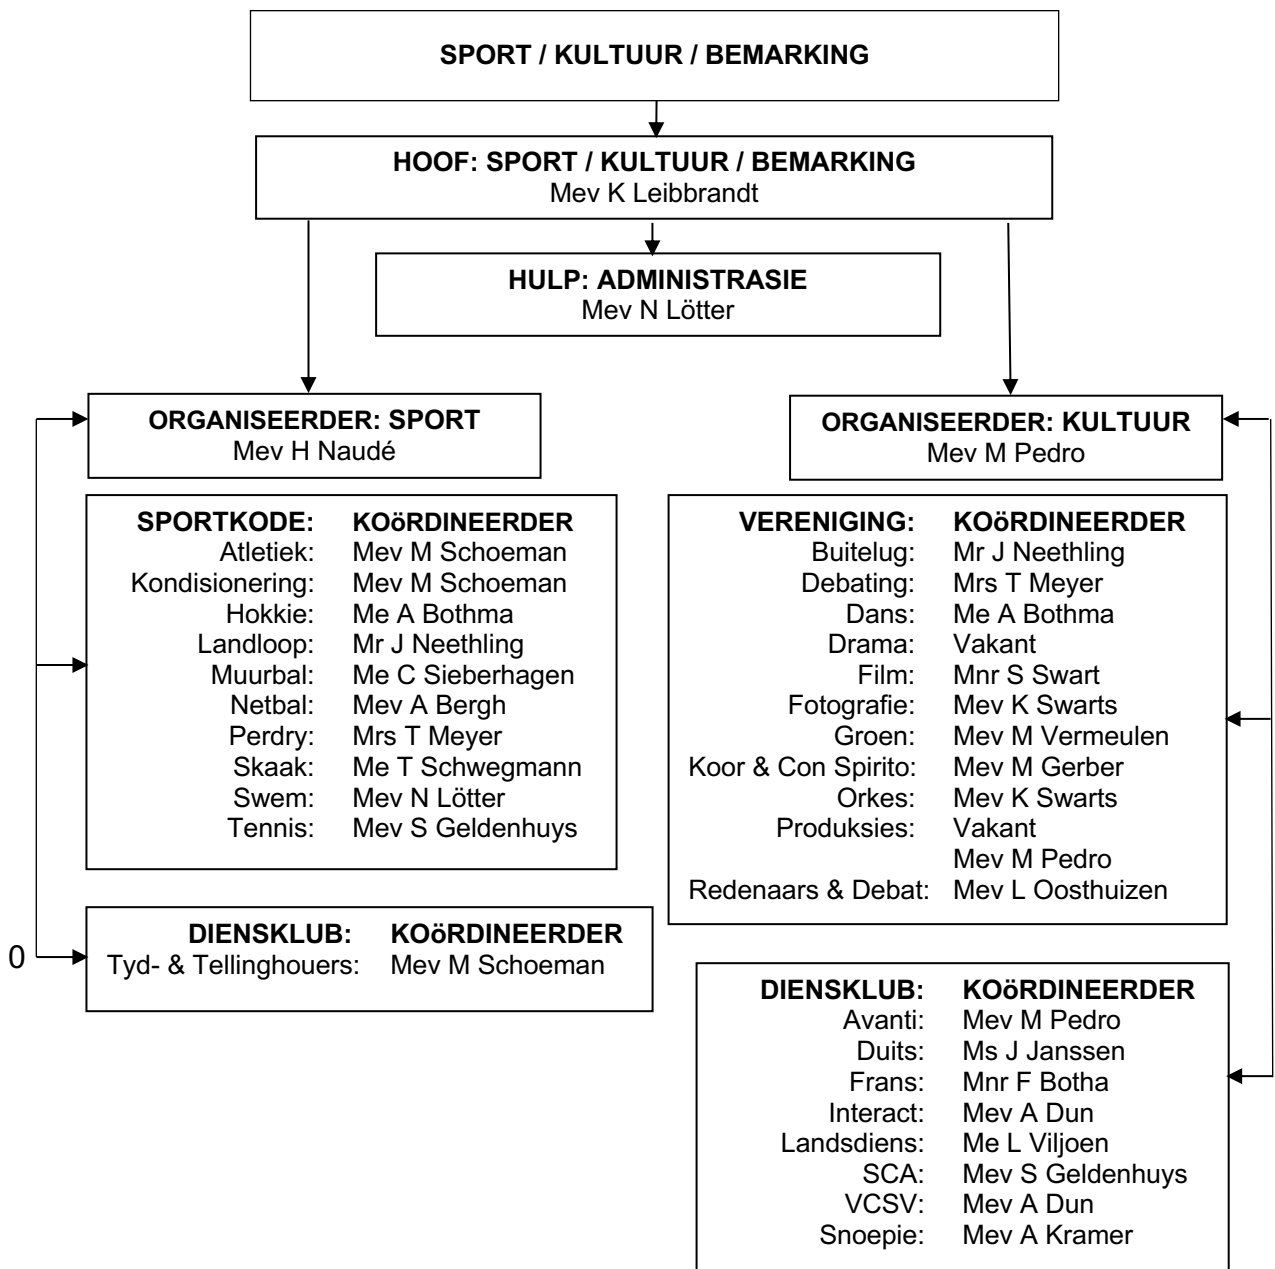 SPORT / KULTUUR / BEMARKING
HOOF: SPORT / KULTUUR / BEMARKING
Mev K Leibbrandt
HULP: ADMINISTRASIE
Mev N Lötter
ORGANISEERDER: SPORT
Mev H Naudé
SPORTKODE: KOöRDINEERDER
Atletiek: Mev M Schoeman
Kondisionering: Mev M Schoeman
Hokkie: Me A Bothma
Landloop: Mr J Neethling
Muurbal: Me C Sieberhagen
Netbal: Mev A Bergh
Perdry: Mrs T Meyer
Skaak: Me T Schwegmann
Swem: Mev N Lötter
Tennis: Mev S Geldenhuys
0
DIENSKLUB: KOöRDINEERDER
Tyd- & Tellinghouers: Mev M Schoeman
ORGANISEERDER: KULTUUR
Mev M Pedro
VERENIGING: KOöRDINEERDER
Buitelug: Mr J Neethling
Debating: Mrs T Meyer
Dans: Me A Bothma
Drama: Vakant
Film: Mnr S Swart
Fotografie: Mev K Swarts
Groen: Mev M Vermeulen
Koor & Con Spirito: Mev M Gerber
Orkes: Mev K Swarts
Produksies: Vakant
Mev M Pedro
Redenaars & Debat: Mev L Oosthuizen
DIENSKLUB: KOöRDINEERDER
Avanti: Mev M Pedro
Duits: Ms J Janssen
Frans: Mnr F Botha
Interact: Mev A Dun
Landsdiens: Me L Viljoen
SCA: Mev S Geldenhuys
VCSV: Mev A Dun
Snoepie: Mev A Kramer